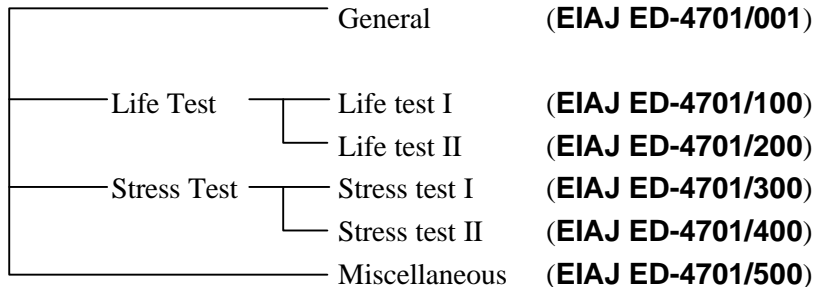 General (EIAJ ED-4701/001)
Life Test Life test I (EIAJ ED-4701/100)
Life test II (EIAJ ED-4701/200)
Stress Test Stress test I (EIAJ ED-4701/300)
Stress test II (EIAJ ED-4701/400)
Miscellaneous (EIAJ ED-4701/500)